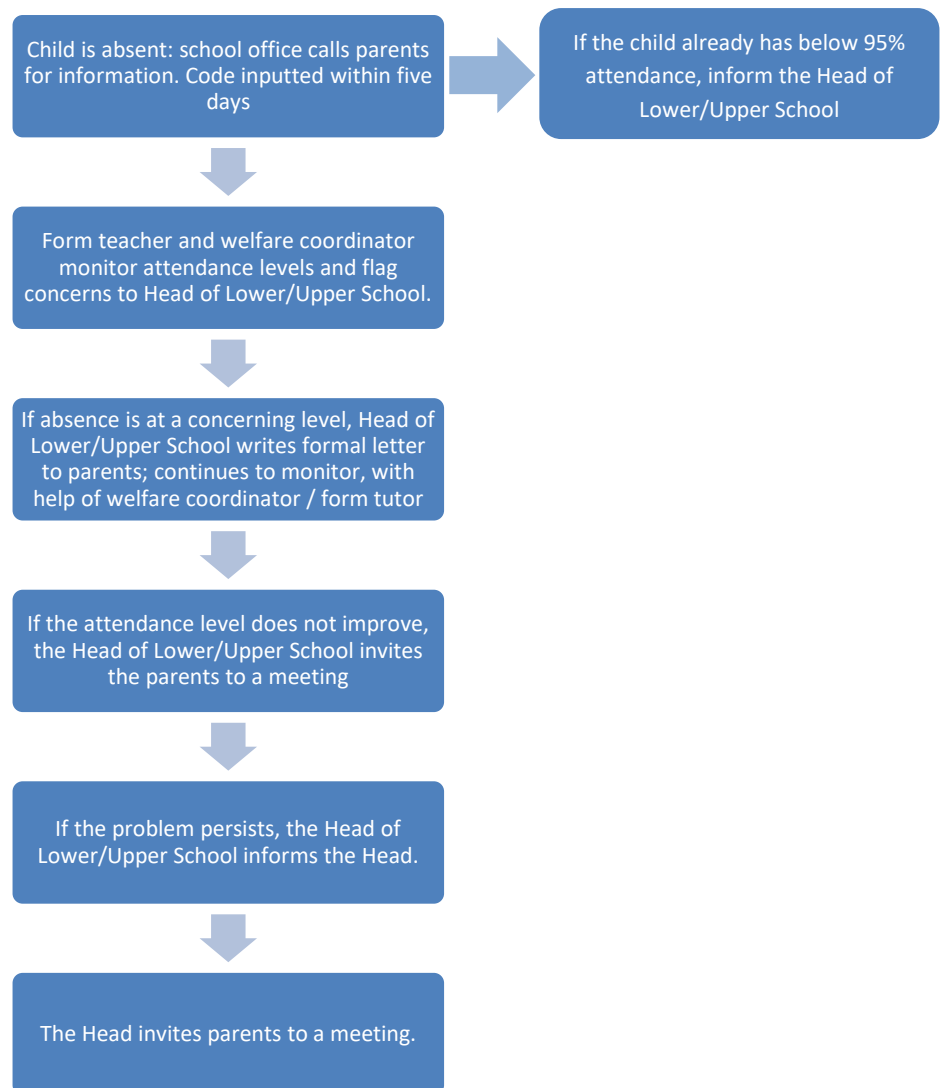 Child is absent: school office calls parents
for information. Code inputted within five
days
If the child already has below 95%
attendance, inform the Head of
Lower/Upper School
Form teacher and welfare coordinator
monitor attendance levels and flag
concerns to Head of Lower/Upper School.
If absence is at a concerning level, Head of
Lower/Upper School writes formal letter
to parents; continues to monitor, with
help of welfare coordinator / form tutor
If the attendance level does not improve,
the Head of Lower/Upper School invites
the parents to a meeting
If the problem persists, the Head of
Lower/Upper School informs the Head.
The Head invites parents to a meeting.